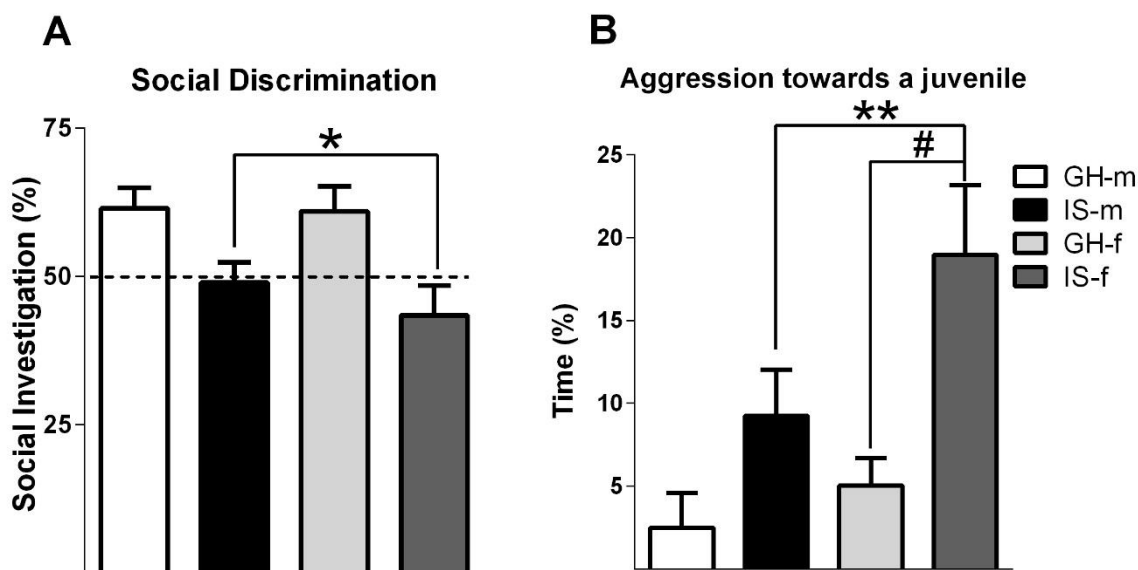 A
Social Discrimination
Social Investigation (%)
75
50
25
*
B
Aggression towards a juvenile
Time (%)
25
20
15
10
5
**
#
GH-m
IS-m
GH-f
IS-f